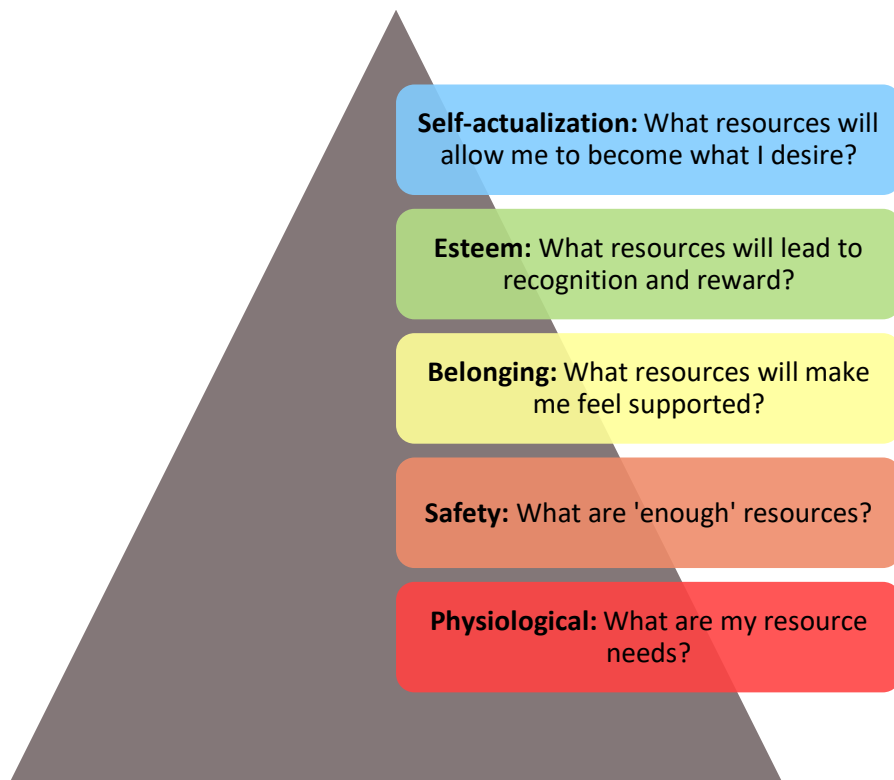 Self-actualization: What resources will
allow me to become what I desire?
Esteem: What resources will lead to
recognition and reward?
Belonging: What resources will make
me feel supported?
Safety: What are 'enough' resources?
Physiological: What are my resource
needs?